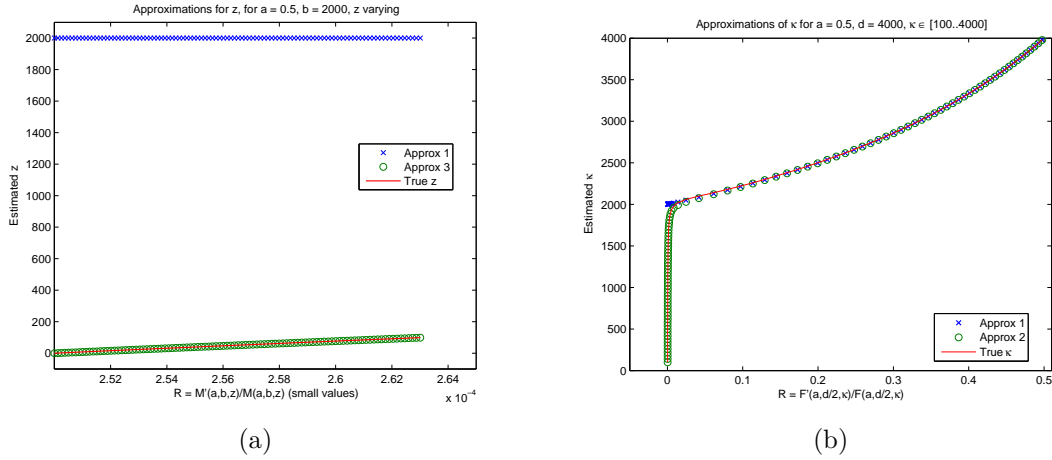 Approximations for z, for a = 0.5, b = 2000, z varying
2000
1800
1600
1400
1200
1000
800
600
400
200
0
Estimated z
Approx 1
Approx 3
True z
2.52
2.54
2.56
2.58
2.6
2.62
2.64
x 10⁻⁴
R = M'(a,b,z)/M(a,b,z) (small values)
(a)
Approximations of κ for a = 0.5, d = 4000, κ∈ [100..4000]
4000
3500
3000
2500
2000
1500
1000
500
0
Estimated κ
Approx 1
Approx 2
True κ
0
0.1
0.2
0.3
0.4
0.5
R = F'(a,d/2,κ)/F(a,d/2,κ)
(b)